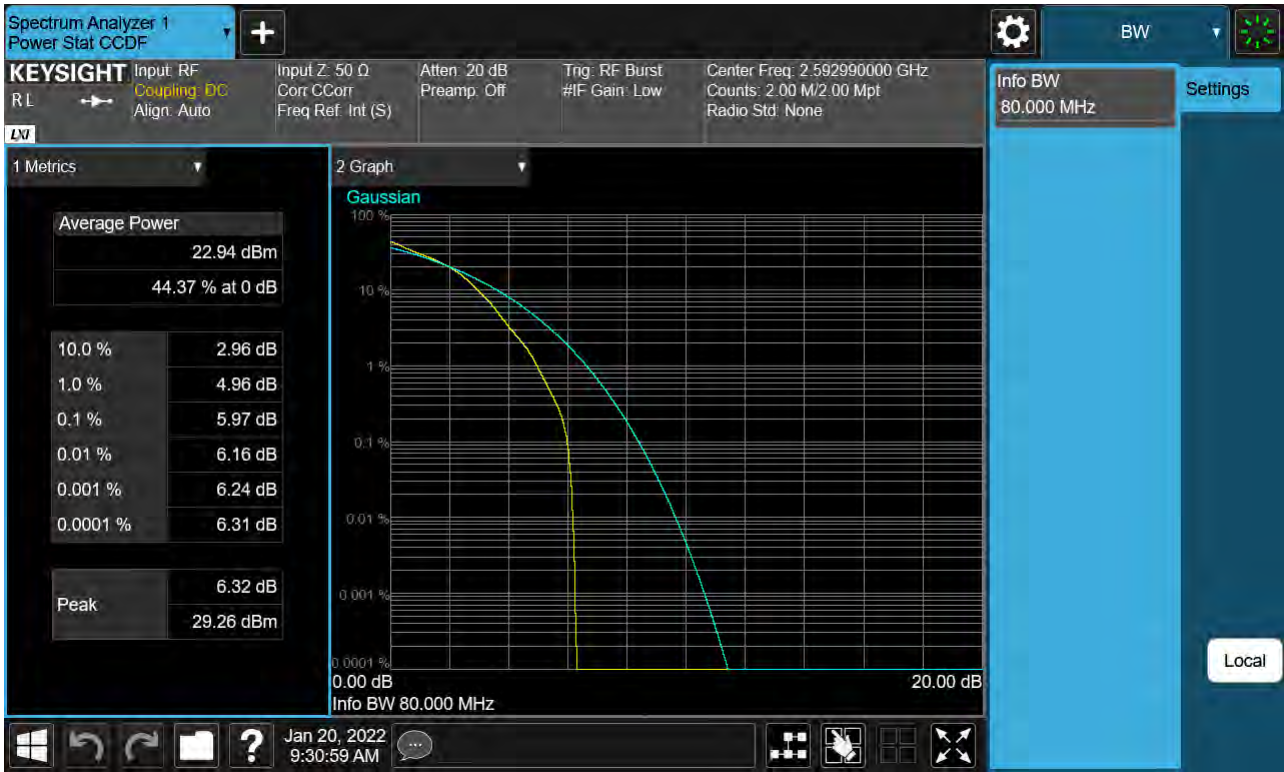 Spectrum Analyzer 1
Power Stat CCDF
+
BW
KEYSIGHT
RL
LXI
Input: RF
Coupling: DC
Align: Auto
Input Z: 50 Ω
Corr CCorr
Freq Ref: Int (S)
Atten: 20 dB
Preamp: Off
Trig: RF Burst
#IF Gain: Low
Center Freq: 2.592990000 GHz
Counts: 2.00 M/2.00 Mpt
Radio Std: None
Info BW
80.000 MHz
Settings
1 Metrics
Average Power
22.94 dBm
44.37 % at 0 dB
10.0 % 2.96 dB
1.0 % 4.96 dB
0.1 % 5.97 dB
0.01 % 6.16 dB
0.001 % 6.24 dB
0.0001 % 6.31 dB
Peak
6.32 dB
29.26 dBm
2 Graph
Gaussian
100 %
10 %
1 %
0.1 %
0.01 %
0.001 %
0.0001 %
0.00 dB 20.00 dB
Info BW 80.000 MHz
Local
?
Jan 20, 2022
9:30:59 AM